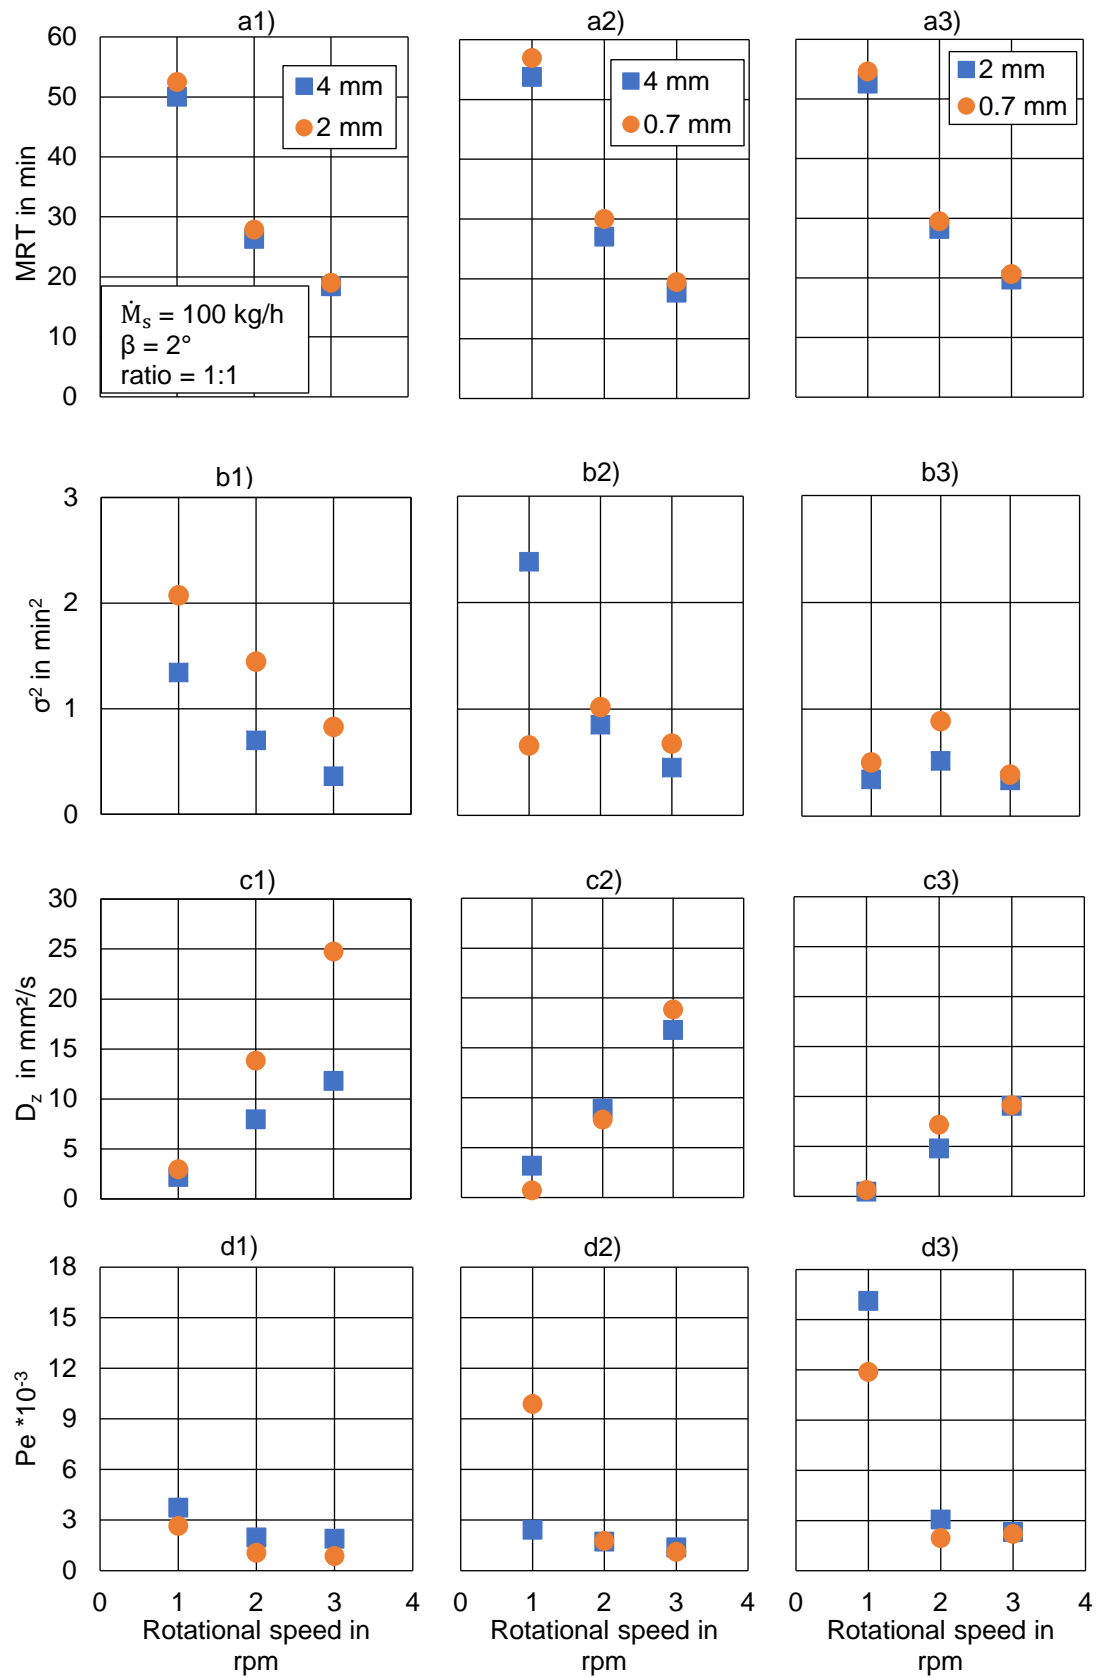 a1)
a2)
a3)
60
50
40
30
20
10
0
MRT in min
4 mm
2 mm
4 mm
0.7 mm
2 mm
0.7 mm
Ṁₛ = 100 kg/h
β = 2°
ratio = 1:1
b1)
b2)
b3)
3
2
1
0
σ² in min²
c1)
c2)
c3)
30
25
20
15
10
5
0
D_z in mm²/s
d1)
d2)
d3)
18
15
12
9
6
3
0
Pe *10⁻³
0 1 2 3 4
0 1 2 3 4
0 1 2 3 4
Rotational speed in
rpm
Rotational speed in
rpm
Rotational speed in
rpm